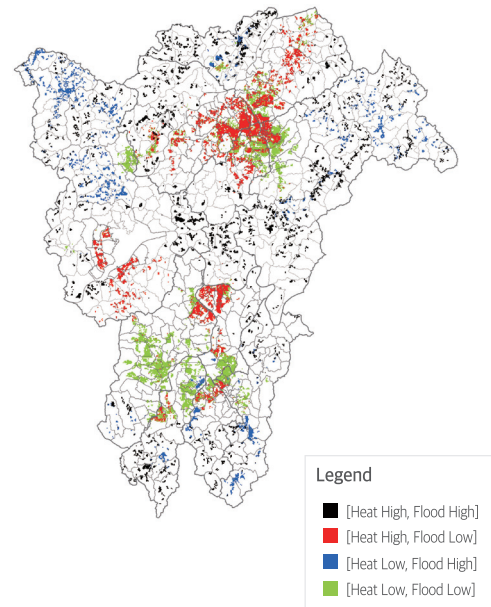 Legend
[Heat High, Flood High]
[Heat High, Flood Low]
[Heat Low, Flood High]
[Heat Low, Flood Low]